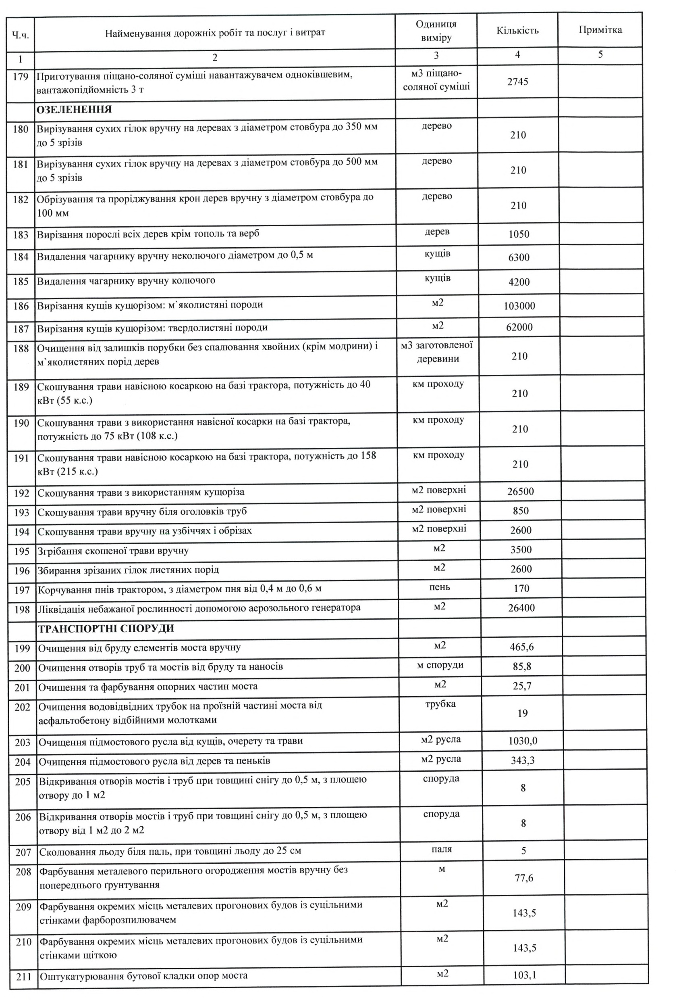 Ч.ч.
Найменування дорожніх робіт та послуг і витрат
Одиниця
виміру
Кількість
Примітка
1
2
3
4
5
179
Приготування піщано-соляної суміші навантажувачем одноківшевим,
вантажопідйомність 3 т
м3 піщано-
соляної суміші
2745
ОЗЕЛЕНЕННЯ
180
Вирізування сухих гілок вручну на деревах з діаметром стовбура до 350 мм
до 5 зрізів
дерево
210
181
Вирізування сухих гілок вручну на деревах з діаметром стовбура до 500 мм
до 5 зрізів
дерево
210
182
Обрізування та проріджування крон дерев вручну з діаметром стовбура до
100 мм
дерево
210
183
Вирізання порослі всіх дерев крім тополь та верб
дерев
1050
184
Видалення чагарнику вручну неколючого діаметром до 0,5 м
кущів
6300
185
Видалення чагарнику вручну колючого
кущів
4200
186
Вирізання кущів кущорізом: м`яколистяні породи
м2
103000
187
Вирізання кущів кущорізом: твердолистяні породи
м2
62000
188
Очищення від залишків порубки без спалювання хвойних (крім модрини) і
м`яколистяних порід дерев
м3 заготовленої
деревини
210
189
Скошування трави навісною косаркою на базі трактора, потужність до 40
кВт (55 к.с.)
км проходу
210
190
Скошування трави з використання навісної косарки на базі трактора,
потужність до 75 кВт (108 к.с.)
км проходу
210
191
Скошування трави навісною косаркою на базі трактора, потужність до 158
кВт (215 к.с.)
км проходу
210
192
Скошування трави з використанням кущоріза
м2 поверхні
26500
193
Скошування трави вручну біля оголовків труб
м2 поверхні
850
194
Скошування трави вручну на узбіччях і обрізах
м2 поверхні
2600
195
Згрібання скошеної трави вручну
м2
3500
196
Збирання зрізаних гілок листяних порід
м2
2600
197
Корчування пнів трактором, з діаметром пня від 0,4 м до 0,6 м
пень
170
198
Ліквідація небажаної рослинності допомогою аерозольного генератора
м2
26400
ТРАНСПОРТНІ СПОРУДИ
199
Очищення від бруду елементів моста вручну
м2
465,6
200
Очищення отворів труб та мостів від бруду та наносів
м споруди
85,8
201
Очищення та фарбування опорних частин моста
м2
25,7
202
Очищення водовідвідних трубок на проїзній частині моста від
асфальтобетону відбійними молотками
трубка
19
203
Очищення підмостового русла від кущів, очерету та трави
м2 русла
1030,0
204
Очищення підмостового русла від дерев та пеньків
м2 русла
343,3
205
Відкривання отворів мостів і труб при товщині снігу до 0,5 м, з площею
отвору до 1 м2
споруда
8
206
Відкривання отворів мостів і труб при товщині снігу до 0,5 м, з площею
отвору від 1 м2 до 2 м2
споруда
8
207
Сколювання льоду біля паль, при товщині льоду до 25 см
паля
5
208
Фарбування металевого перильного огородження мостів вручну без
попереднього ґрунтування
м
77,6
209
Фарбування окремих місць металевих прогонових будов із суцільними
стінками фарборозпилювачем
м2
143,5
210
Фарбування окремих місць металевих прогонових будов із суцільними
стінками щіткою
м2
143,5
211
Оштукатурювання бутової кладки опор моста
м2
103,1